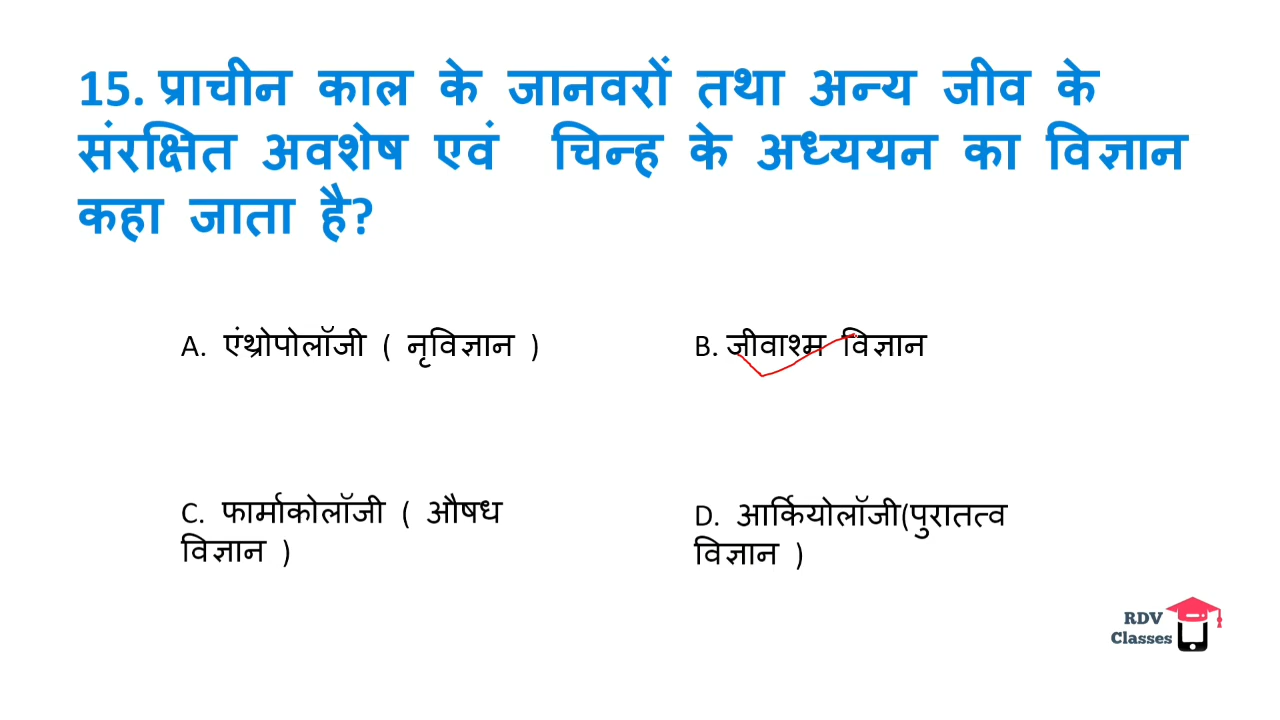 15. प्राचीन काल के जानवरों तथा अन्य जीव के
संरक्षित अवशेष एवं चिन्ह के अध्ययन का विज्ञान
कहा जाता है?
A. एंथ्रोपोलॉजी ( नृविज्ञान )
B. जीवाश्म विज्ञान
C. फार्माकोलॉजी ( औषध
विज्ञान )
D. आर्कियोलॉजी(पुरातत्व
विज्ञान )
RDV
Classes